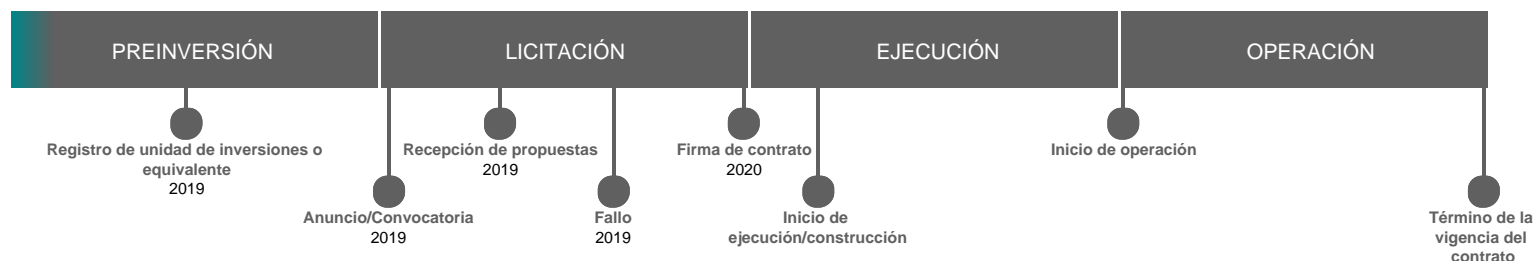 PREINVERSIÓN
LICITACIÓN
EJECUCIÓN
OPERACIÓN
Registro de unidad de inversiones o
equivalente
2019
Anuncio/Convocatoria
2019
Recepción de propuestas
2019
Fallo
2019
Firma de contrato
2020
Inicio de
ejecución/construcción
Inicio de operación
Término de la
vigencia del
contrato